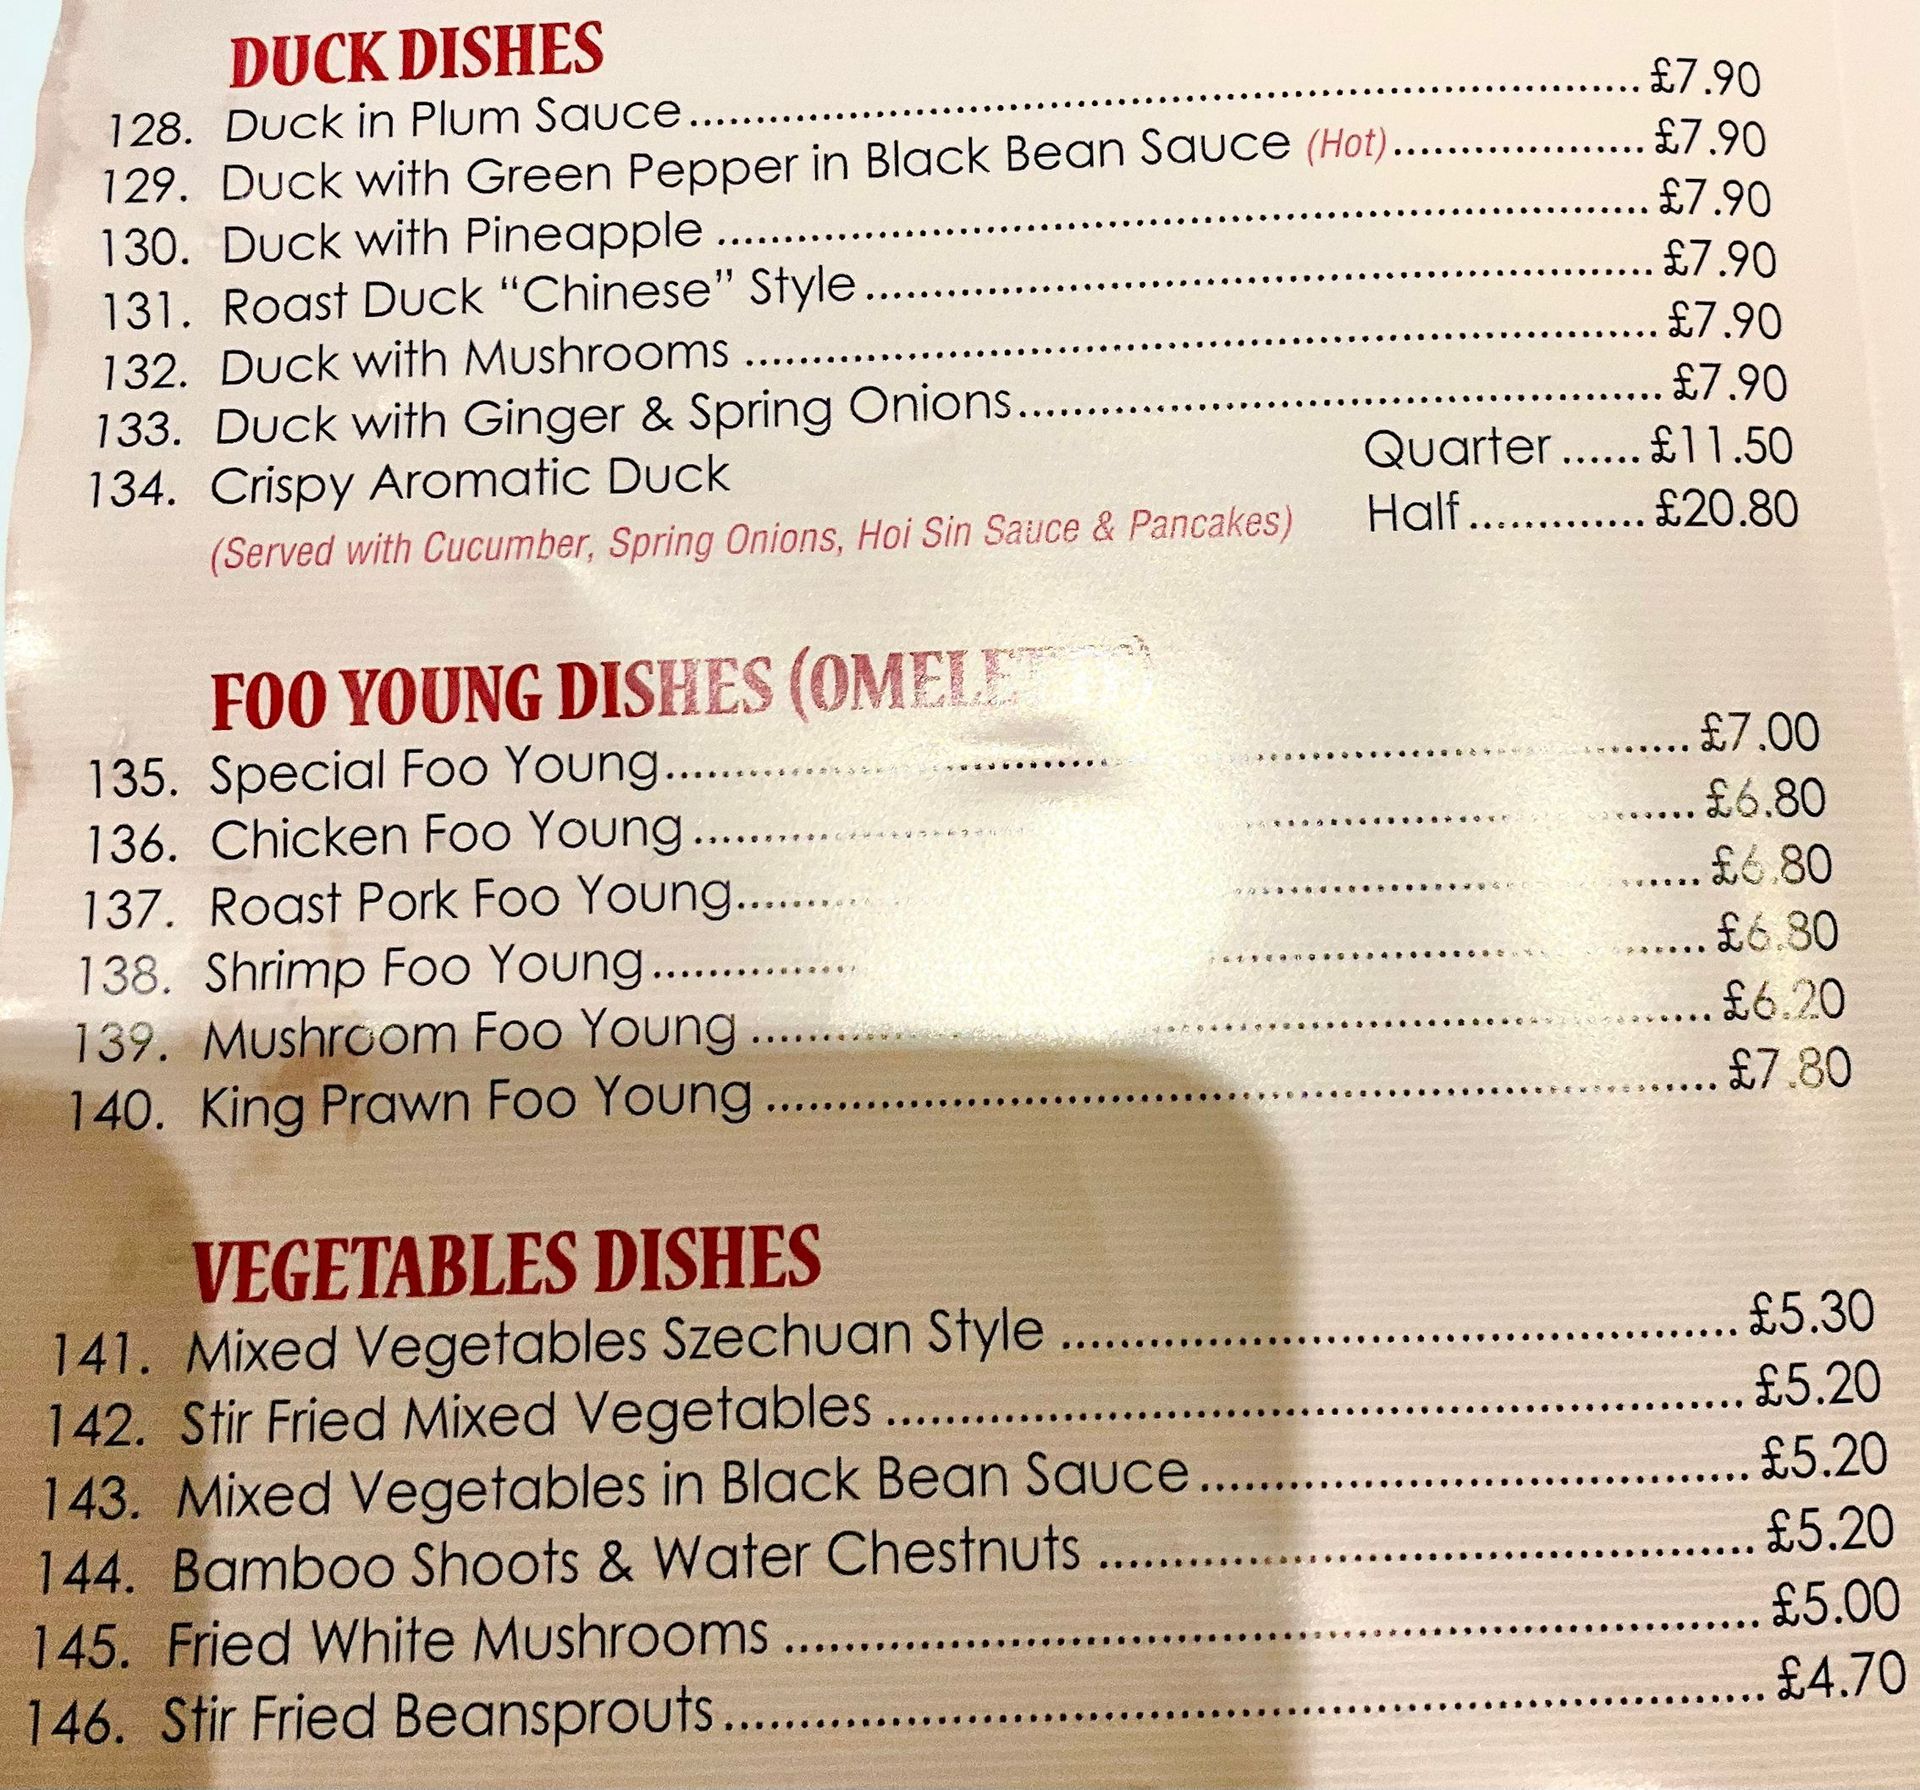 DUCK DISHES
128. Duck in Plum Sauce ........ £7.90
129. Duck with Green Pepper in Black Bean Sauce (Hot) ........ £7.90
130. Duck with Pineapple ........ £7.90
131. Roast Duck “Chinese” Style ........ £7.90
132. Duck with Mushrooms ........ £7.90
133. Duck with Ginger & Spring Onions ........ £7.90
134. Crispy Aromatic Duck Quarter ...... £11.50
(Served with Cucumber, Spring Onions, Hoi Sin Sauce & Pancakes) Half ........ £20.80
FOO YOUNG DISHES
135. Special Foo Young ........ £7.00
136. Chicken Foo Young ........ £6.80
137. Roast Pork Foo Young ........ £6.80
138. Shrimp Foo Young ........ £6.80
139. Mushroom Foo Young ........ £6.20
140. King Prawn Foo Young ........ £7.80
VEGETABLES DISHES
141. Mixed Vegetables Szechuan Style ........ £5.30
142. Stir Fried Mixed Vegetables ........ £5.20
143. Mixed Vegetables in Black Bean Sauce ........ £5.20
144. Bamboo Shoots & Water Chestnuts ........ £5.20
145. Fried White Mushrooms ........ £5.00
146. Stir Fried Beansprouts ........ £4.70